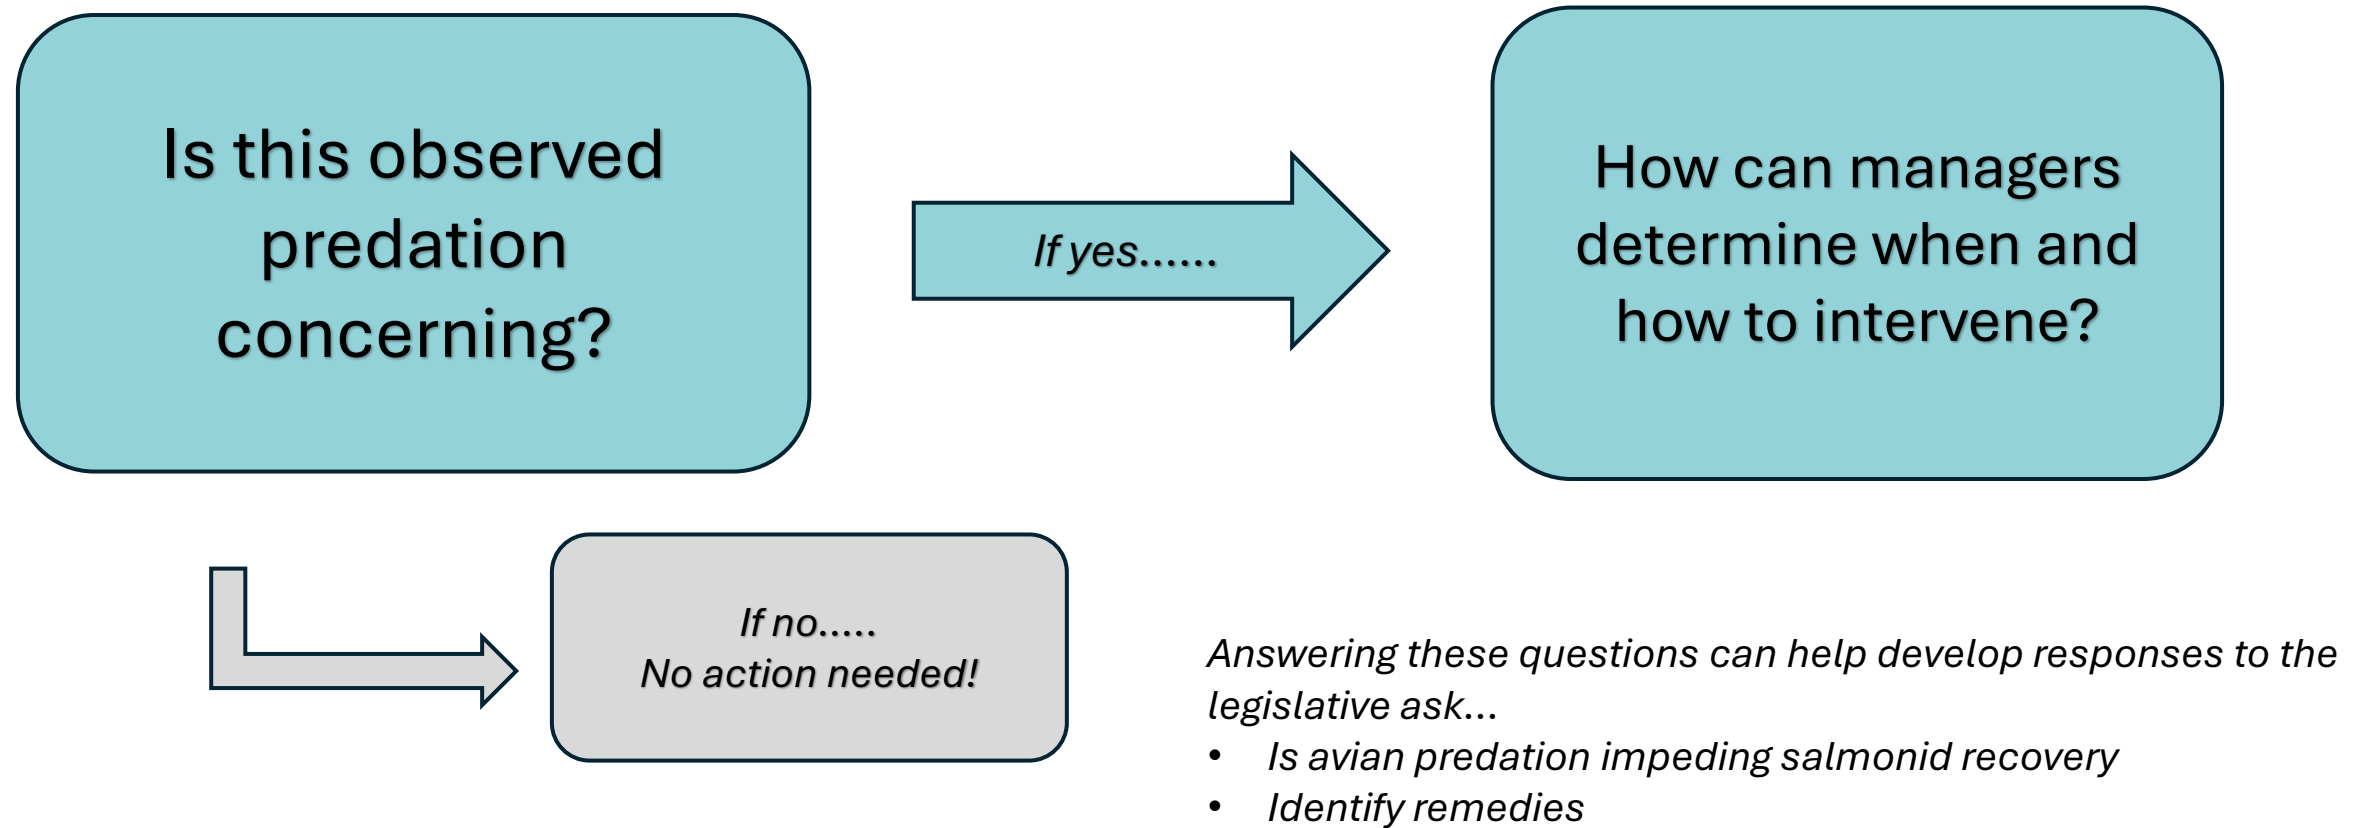 Is this observed
predation
concerning?
If yes......
How can managers
determine when and
how to intervene?
If no.....
No action needed!
Answering these questions can help develop responses to the
legislative ask...
• Is avian predation impeding salmonid recovery
• Identify remedies